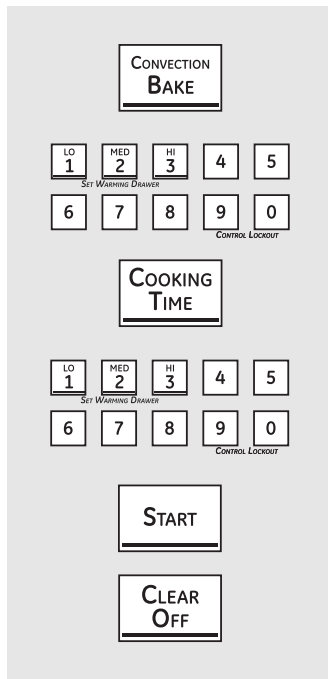 CONVECTION
BAKE
LO MED HI
1 2 3 4 5
SET WARMING DRAWER
6 7 8 9 0
CONTROL LOCKOUT
COOKING
TIME
LO MED HI
1 2 3 4 5
SET WARMING DRAWER
6 7 8 9 0
CONTROL LOCKOUT
START
CLEAR
OFF